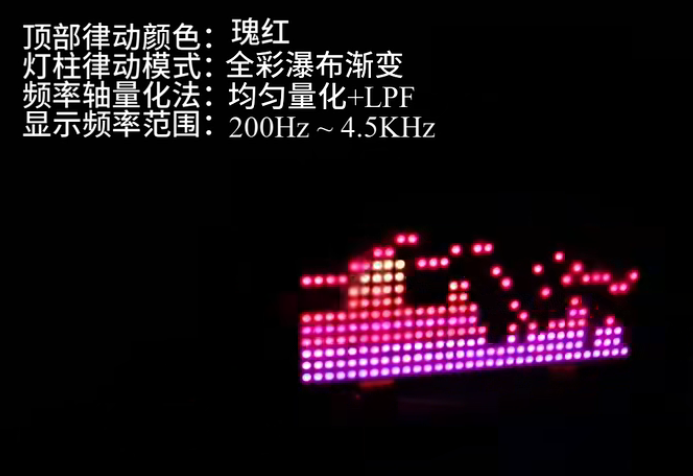 顶部律动颜色：瑰红
灯柱律动模式：全彩瀑布渐变
频率轴量化法：均匀量化+LPF
显示频率范围：200Hz ~ 4.5KHz